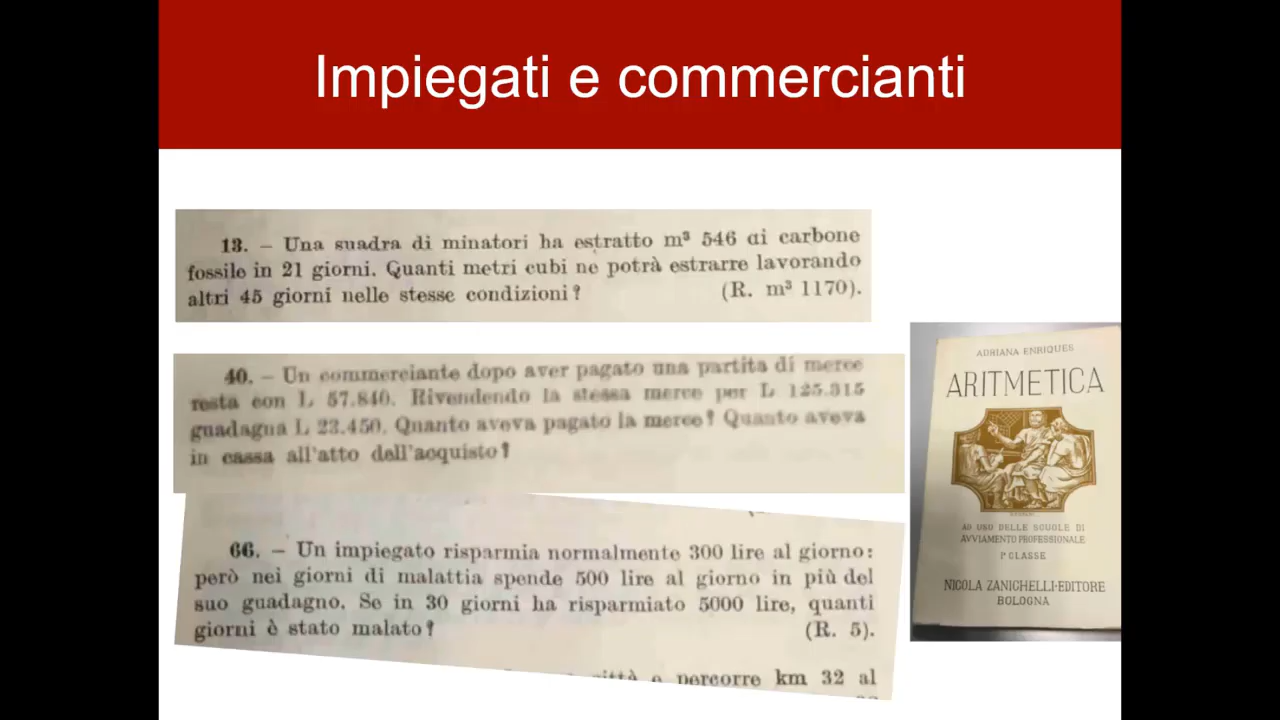 Impiegati e commercianti
13. – Una suadra di minatori ha estratto m³ 546 di carbone
fossile in 21 giorni. Quanti metri cubi ne potrà estrarre lavorando
altri 45 giorni nelle stesse condizioni? (R. m³ 1170).
40. – Un commerciante dopo aver pagato una partita di merce
resta con L 57.840. Rivendendo la stessa merce per L 125.315
guadagna L 23.450. Quanto aveva pagato la merce? Quanto aveva
in cassa all'atto dell'acquisto?
66. – Un impiegato risparmia normalmente 300 lire al giorno:
però nei giorni di malattia spende 500 lire al giorno in più del
suo guadagno. Se in 30 giorni ha risparmiato 5000 lire, quanti
giorni è stato malato? (R. 5).
percorre km 32 al
ADRIANA ENRIQUES
ARITMETICA
AD USO DELLE SCUOLE DI
AVVIAMENTO PROFESSIONALE
Iª CLASSE
NICOLA ZANICHELLI-EDITORE
BOLOGNA